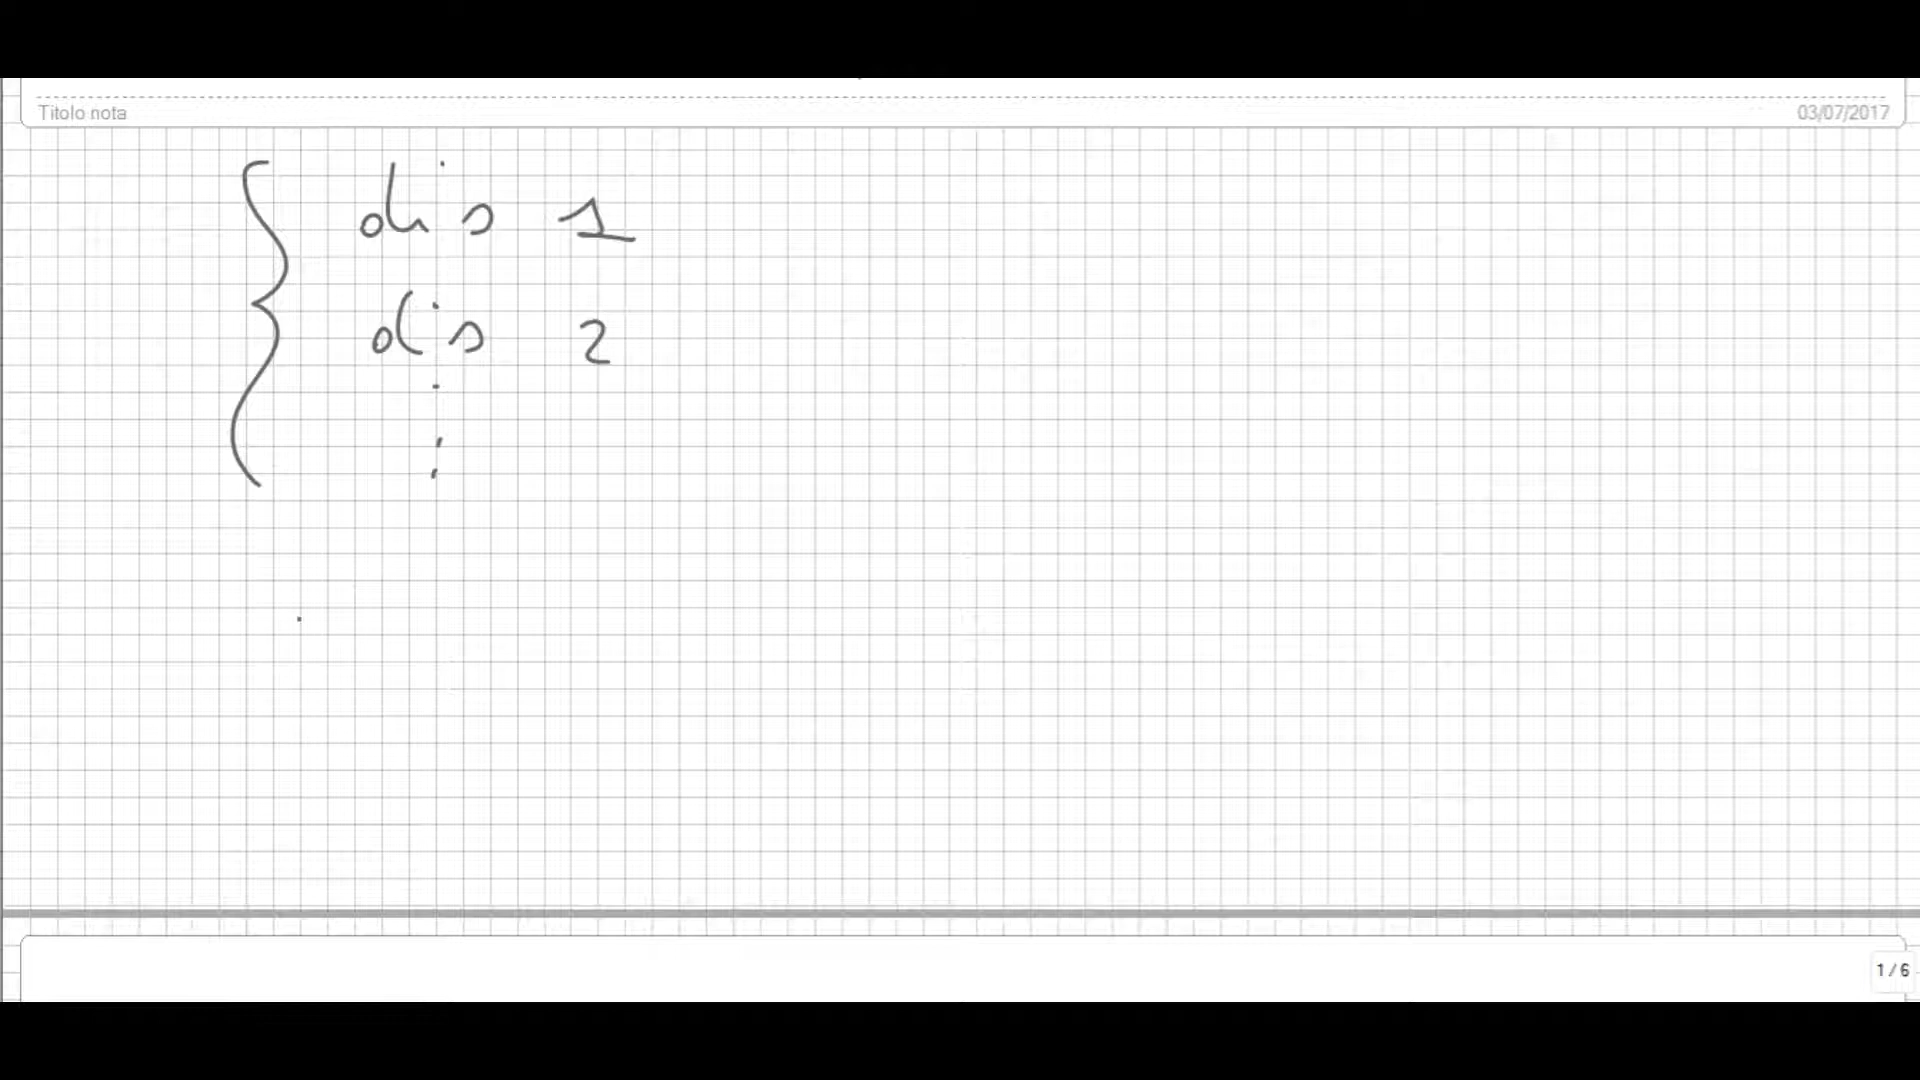 Titolo nota
03/07/2017
{ dis 1
dis 2
⋮
1 / 6